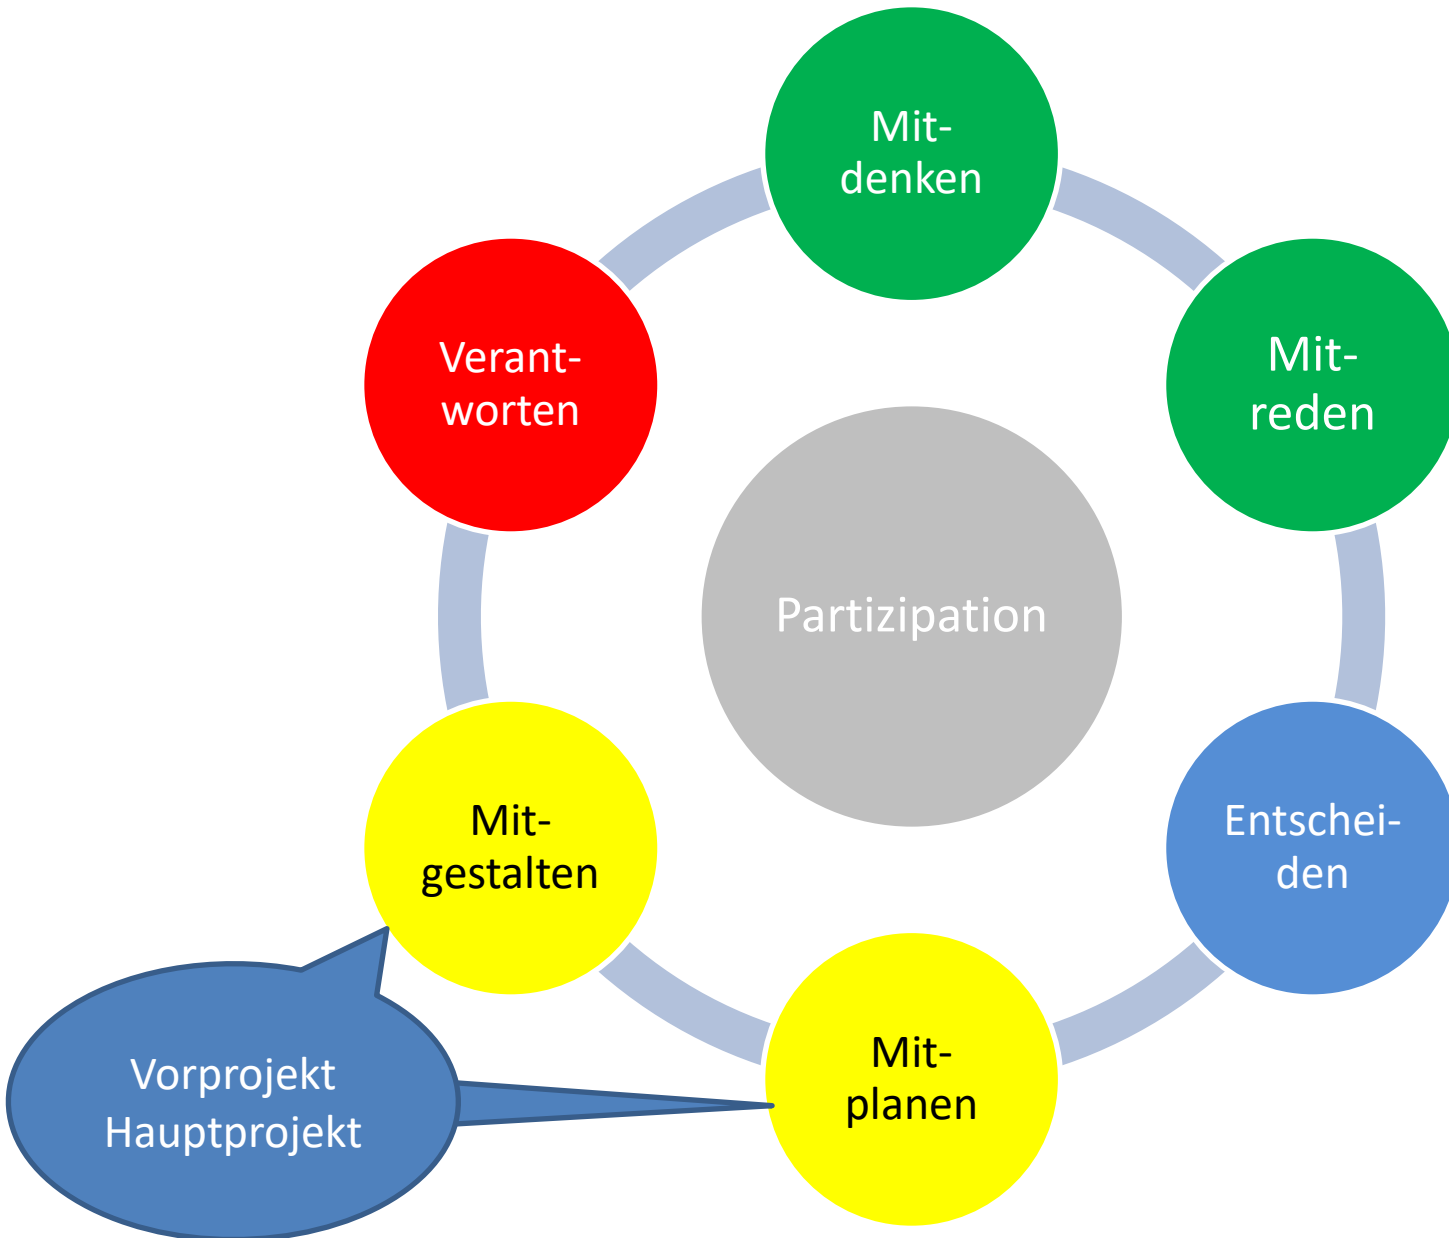 Mit-
denken
Mit-
reden
Verant-
worten
Partizipation
Entschei-
den
Mit-
gestalten
Mit-
planen
Vorprojekt
Hauptprojekt